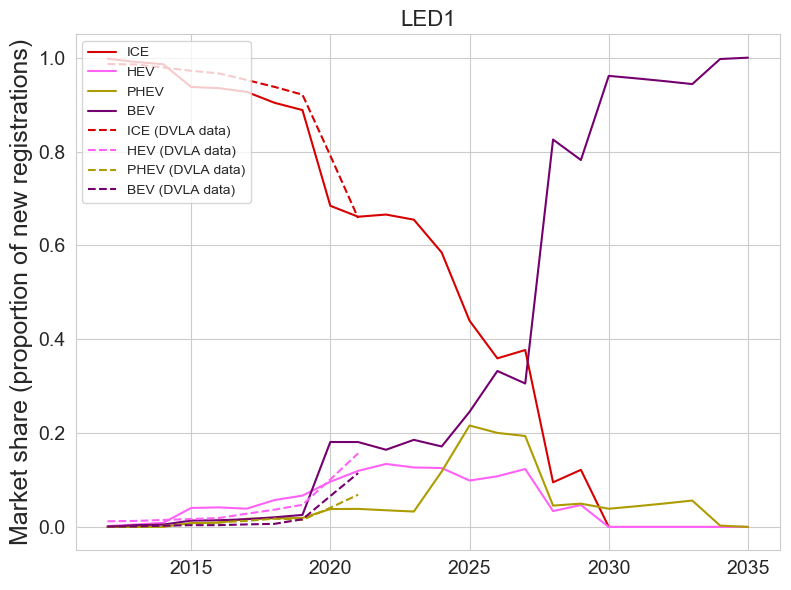 LED1
Market share (proportion of new registrations)
1.0
0.8
0.6
0.4
0.2
0.0
ICE
HEV
PHEV
BEV
ICE (DVLA data)
HEV (DVLA data)
PHEV (DVLA data)
BEV (DVLA data)
2015 2020 2025 2030 2035